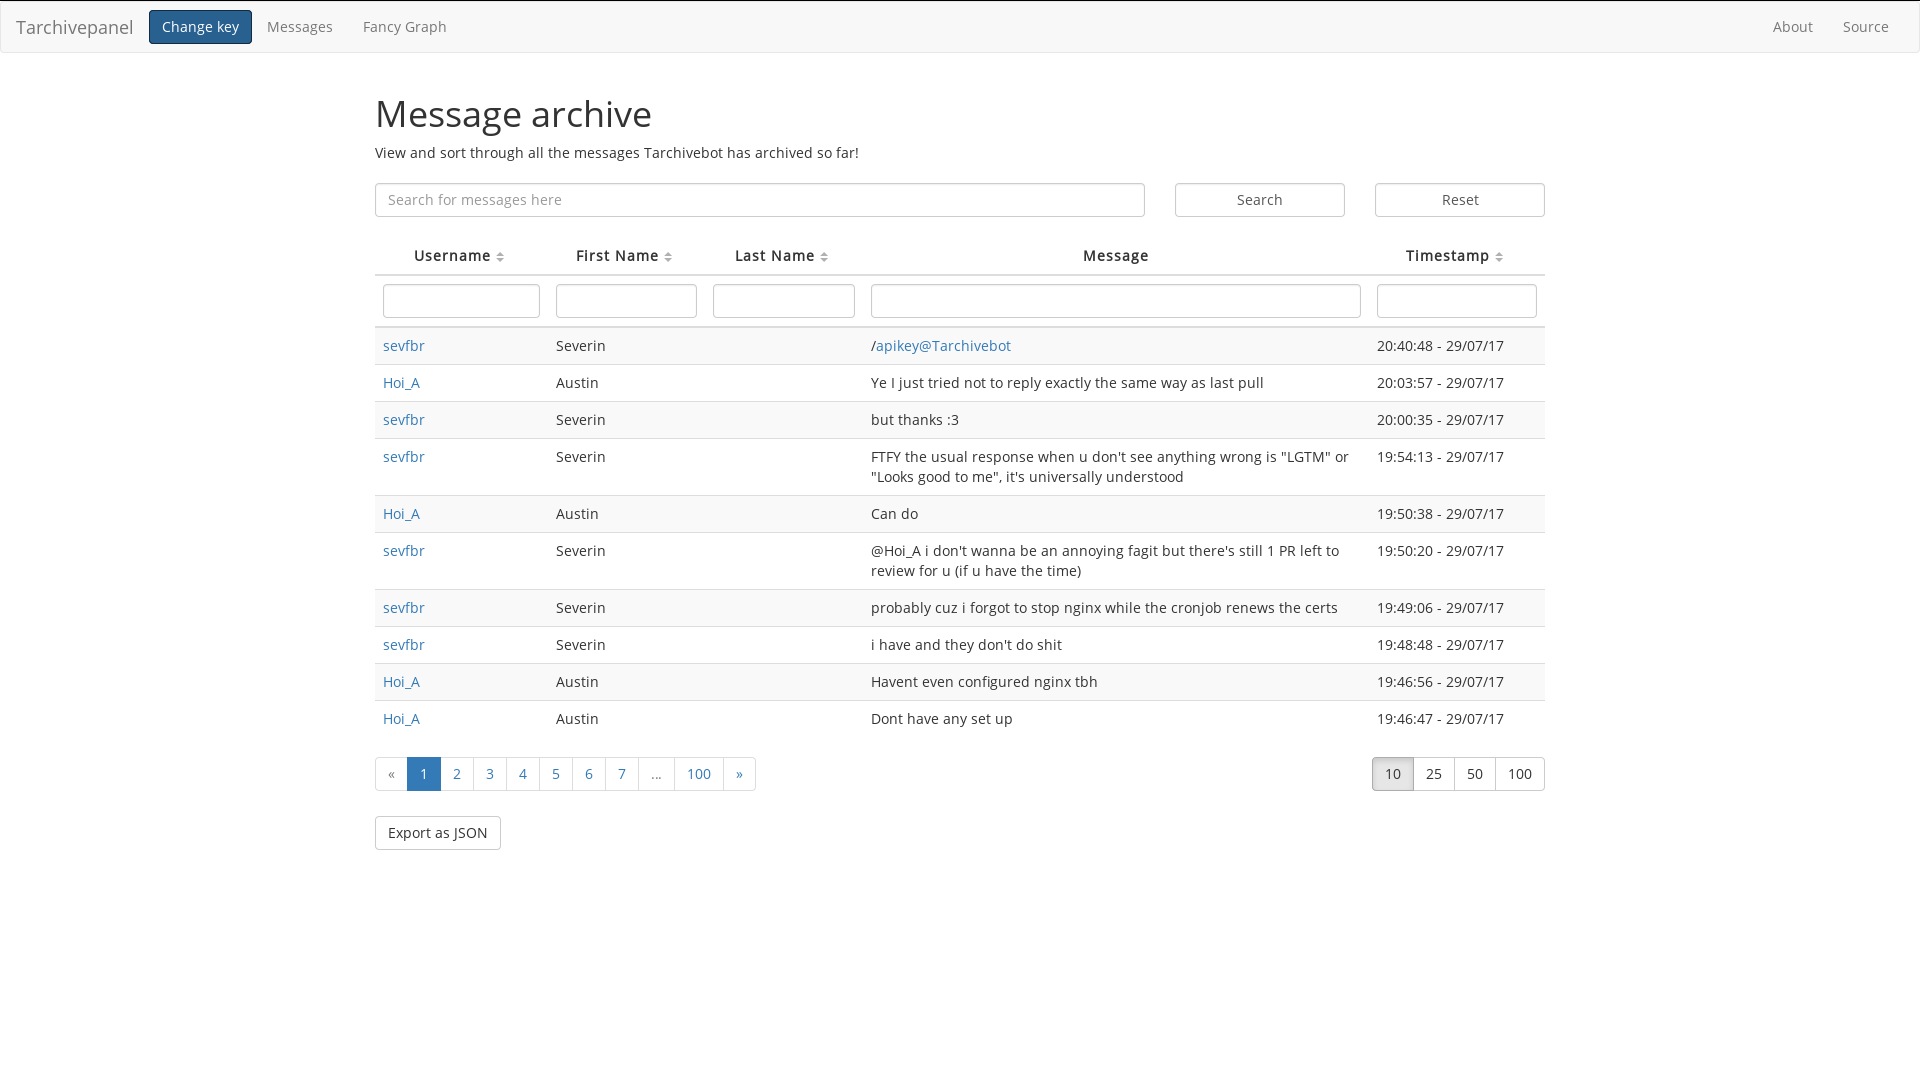 Tarchivepanel Change key Messages Fancy Graph About Source
Message archive
View and sort through all the messages Tarchivebot has archived so far!
Search for messages here Search Reset
Username First Name Last Name Message Timestamp
sevfbr Severin /apikey@Tarchivebot 20:40:48 - 29/07/17
Hoi_A Austin Ye I just tried not to reply exactly the same way as last pull 20:03:57 - 29/07/17
sevfbr Severin but thanks :3 20:00:35 - 29/07/17
sevfbr Severin FTFY the usual response when u don't see anything wrong is "LGTM" or 19:54:13 - 29/07/17
"Looks good to me", it's universally understood
Hoi_A Austin Can do 19:50:38 - 29/07/17
sevfbr Severin @Hoi_A i don't wanna be an annoying fagit but there's still 1 PR left to 19:50:20 - 29/07/17
review for u (if u have the time)
sevfbr Severin probably cuz i forgot to stop nginx while the cronjob renews the certs 19:49:06 - 29/07/17
sevfbr Severin i have and they don't do shit 19:48:48 - 29/07/17
Hoi_A Austin Havent even configured nginx tbh 19:46:56 - 29/07/17
Hoi_A Austin Dont have any set up 19:46:47 - 29/07/17
« 1 2 3 4 5 6 7 ... 100 » 10 25 50 100
Export as JSON